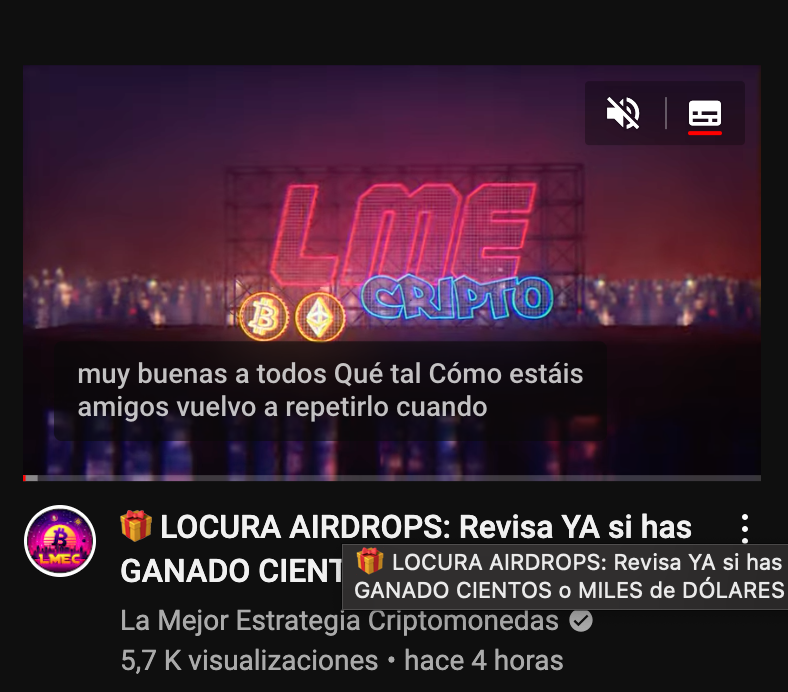 LME
CRIPTO
muy buenas a todos Qué tal Cómo estáis
amigos vuelvo a repetirlo cuando
LMEC
🎁 LOCURA AIRDROPS: Revisa YA si has
GANADO CIENT
🎁 LOCURA AIRDROPS: Revisa YA si has
GANADO CIENTOS o MILES de DÓLARES
La Mejor Estrategia Criptomonedas
5,7 K visualizaciones • hace 4 horas